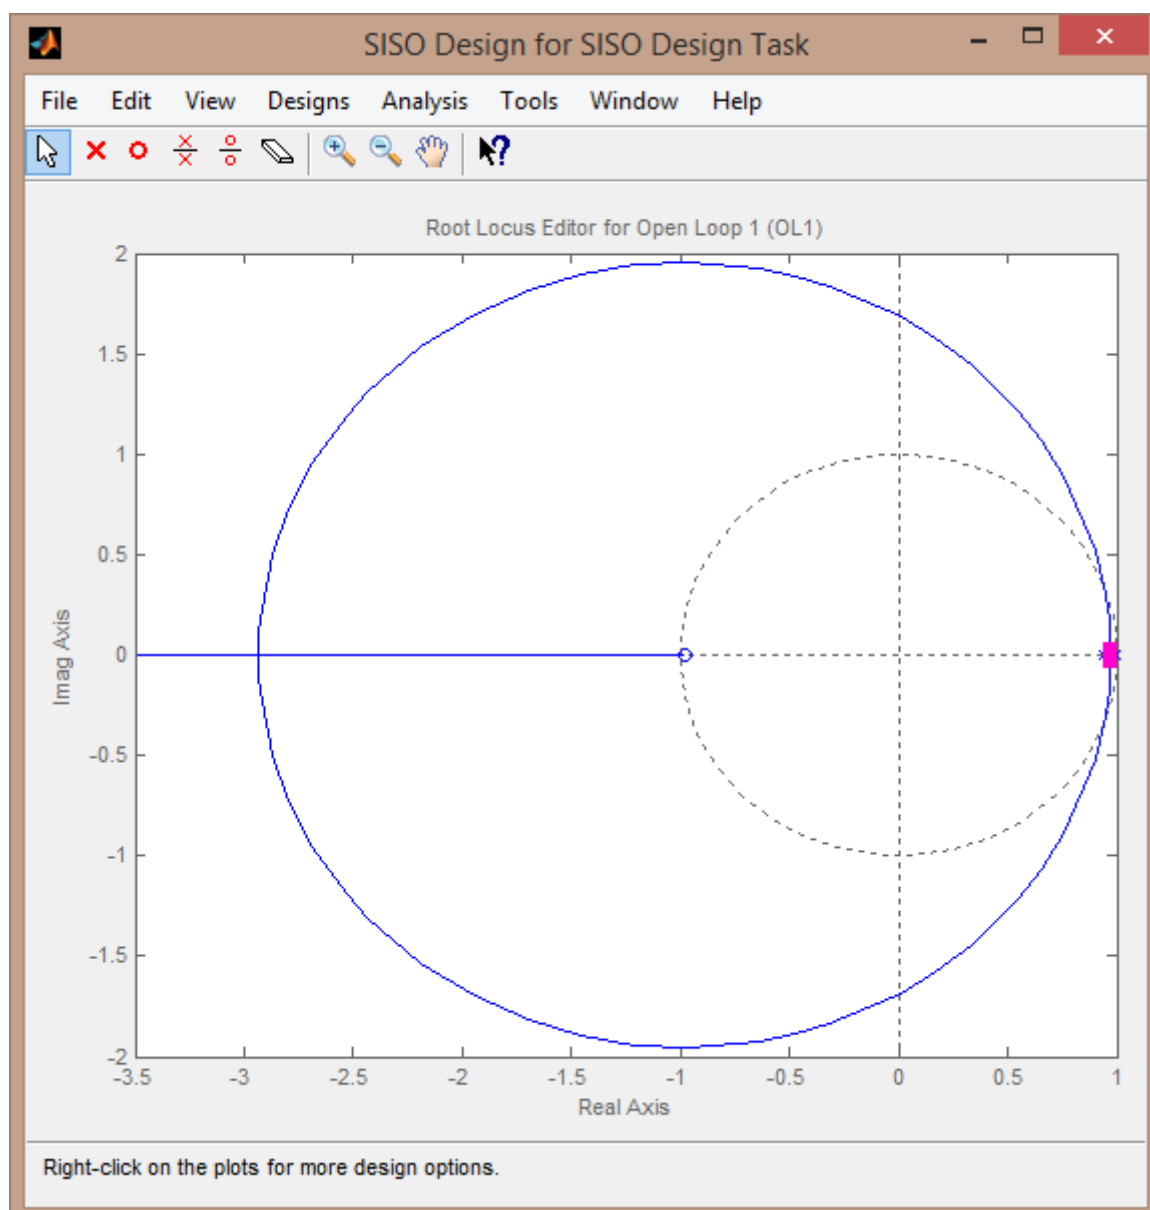 SISO Design for SISO Design Task
File Edit View Designs Analysis Tools Window Help
Root Locus Editor for Open Loop 1 (OL1)
2
1.5
1
0.5
0
-0.5
-1
-1.5
-2
Imag Axis
-3.5 -3 -2.5 -2 -1.5 -1 -0.5 0 0.5 1
Real Axis
Right-click on the plots for more design options.